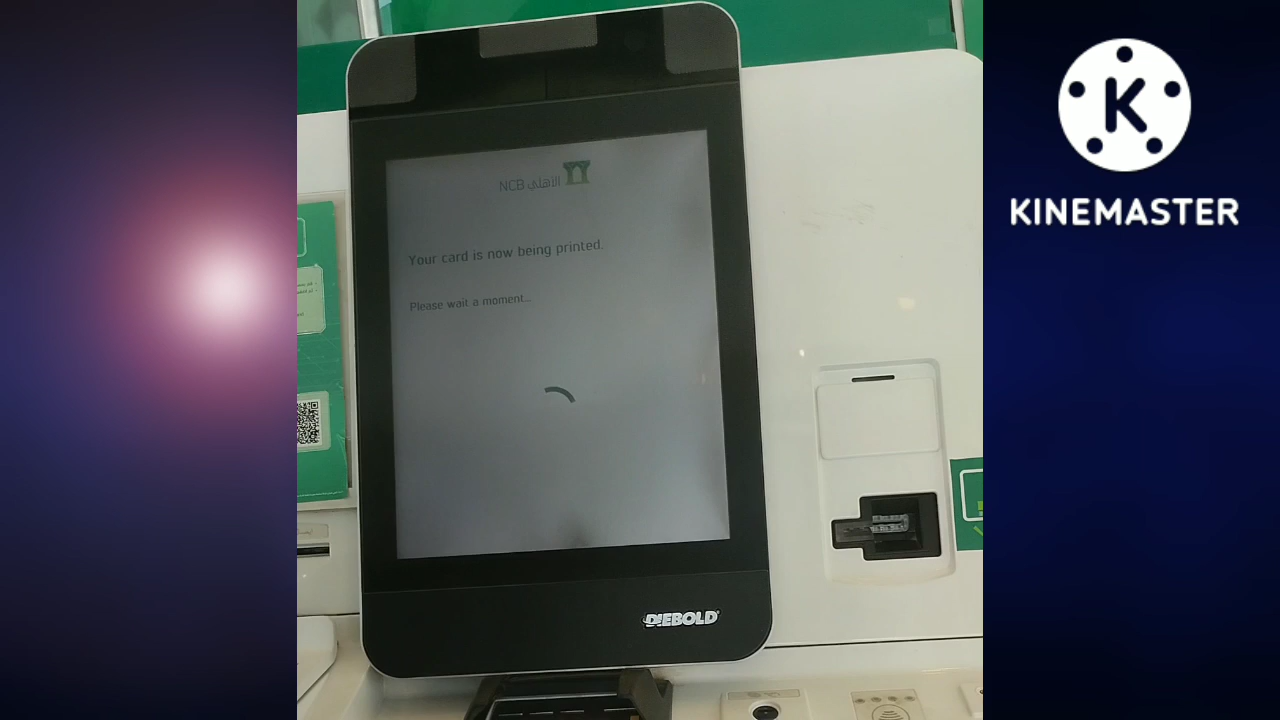 NCB الأهلي
Your card is now being printed.
Please wait a moment...
DIEBOLD
KINEMASTER